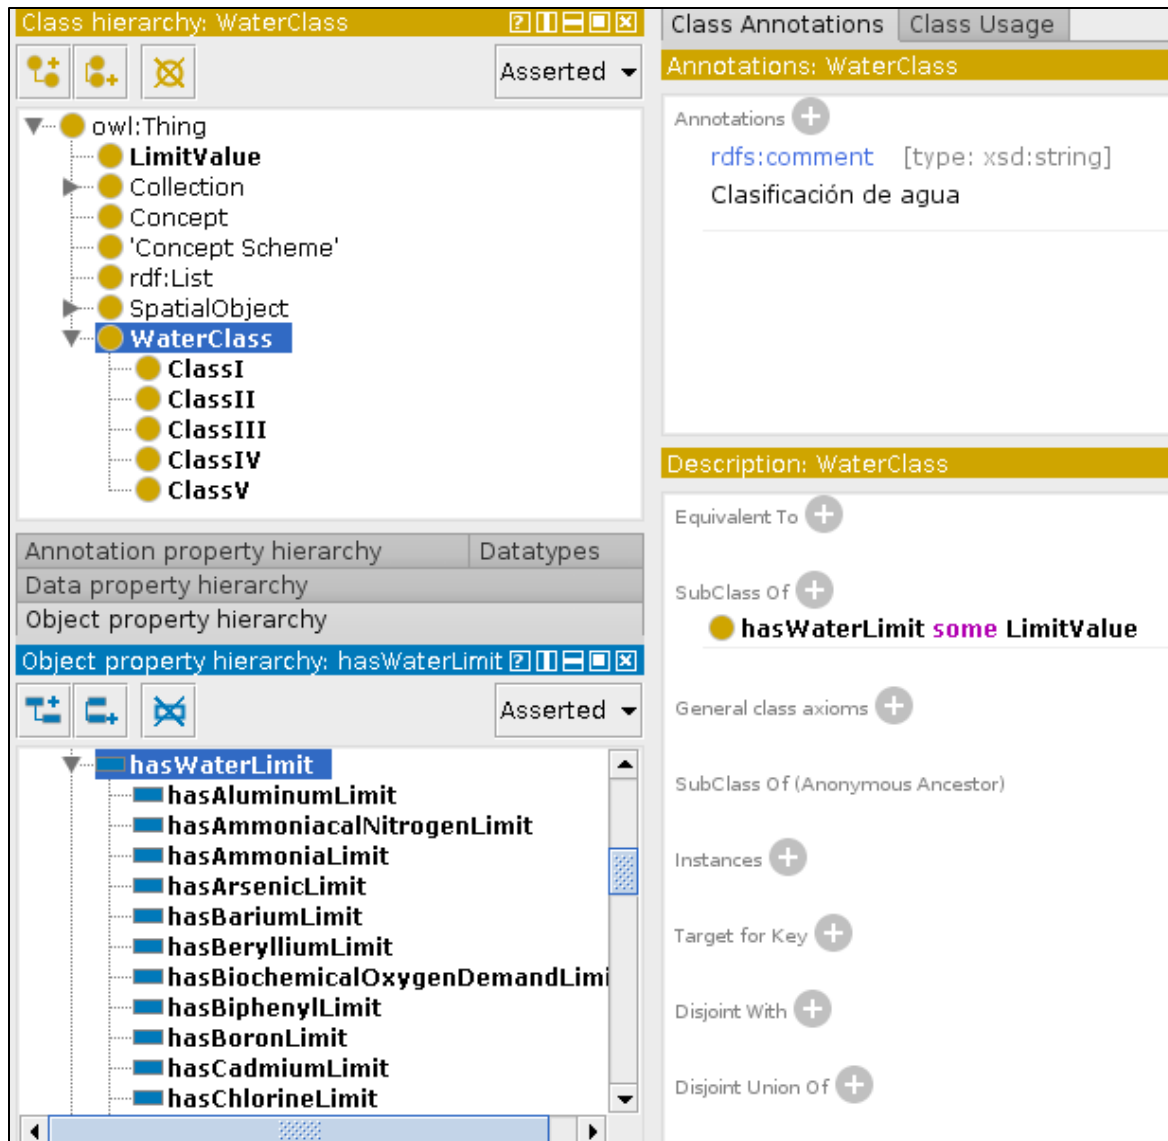 Class hierarchy: WaterClass
Asserted
owl:Thing
LimitValue
Collection
Concept
'Concept Scheme'
rdf:List
SpatialObject
WaterClass
ClassI
ClassII
ClassIII
ClassIV
ClassV
Annotation property hierarchy
Datatypes
Data property hierarchy
Object property hierarchy
Object property hierarchy: hasWaterLimit
Asserted
hasWaterLimit
hasAluminumLimit
hasAmmoniacalNitrogenLimit
hasAmmoniaLimit
hasArsenicLimit
hasBariumLimit
hasBerylliumLimit
hasBiochemicalOxygenDemandLimi
hasBiphenylLimit
hasBoronLimit
hasCadmiumLimit
hasChlorineLimit
Class Annotations
Class Usage
Annotations: WaterClass
Annotations
rdfs:comment [type: xsd:string]
Clasificación de agua
Description: WaterClass
Equivalent To
SubClass Of
hasWaterLimit some LimitValue
General class axioms
SubClass Of (Anonymous Ancestor)
Instances
Target for Key
Disjoint With
Disjoint Union Of